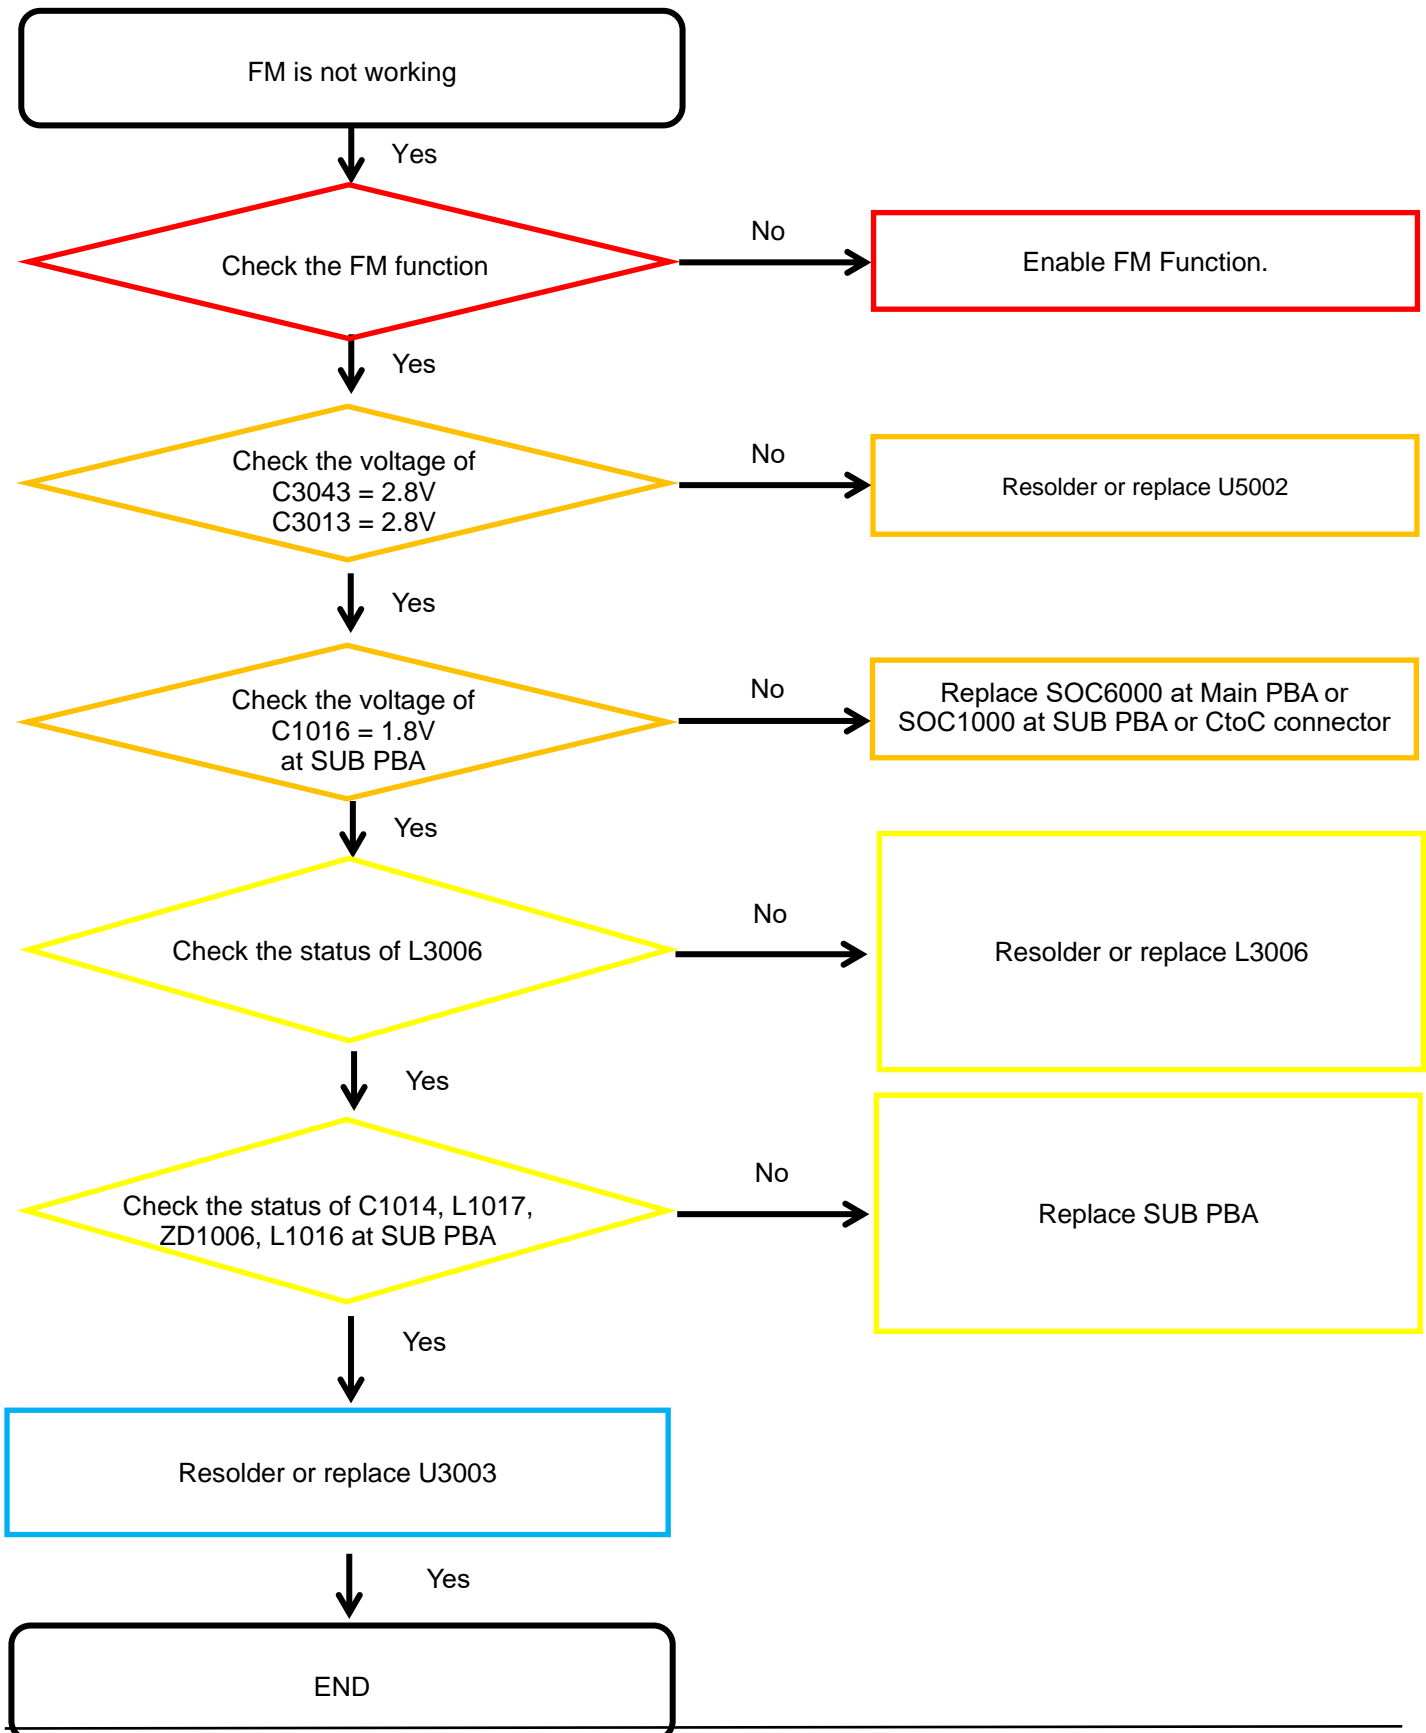 FM is not working
Yes
Check the FM function
No
Enable FM Function.
Yes
Check the voltage of
C3043 = 2.8V
C3013 = 2.8V
No
Resolder or replace U5002
Yes
Check the voltage of
C1016 = 1.8V
at SUB PBA
No
Replace SOC6000 at Main PBA or
SOC1000 at SUB PBA or CtoC connector
Yes
Check the status of L3006
No
Resolder or replace L3006
Yes
Check the status of C1014, L1017,
ZD1006, L1016 at SUB PBA
No
Replace SUB PBA
Yes
Resolder or replace U3003
Yes
END